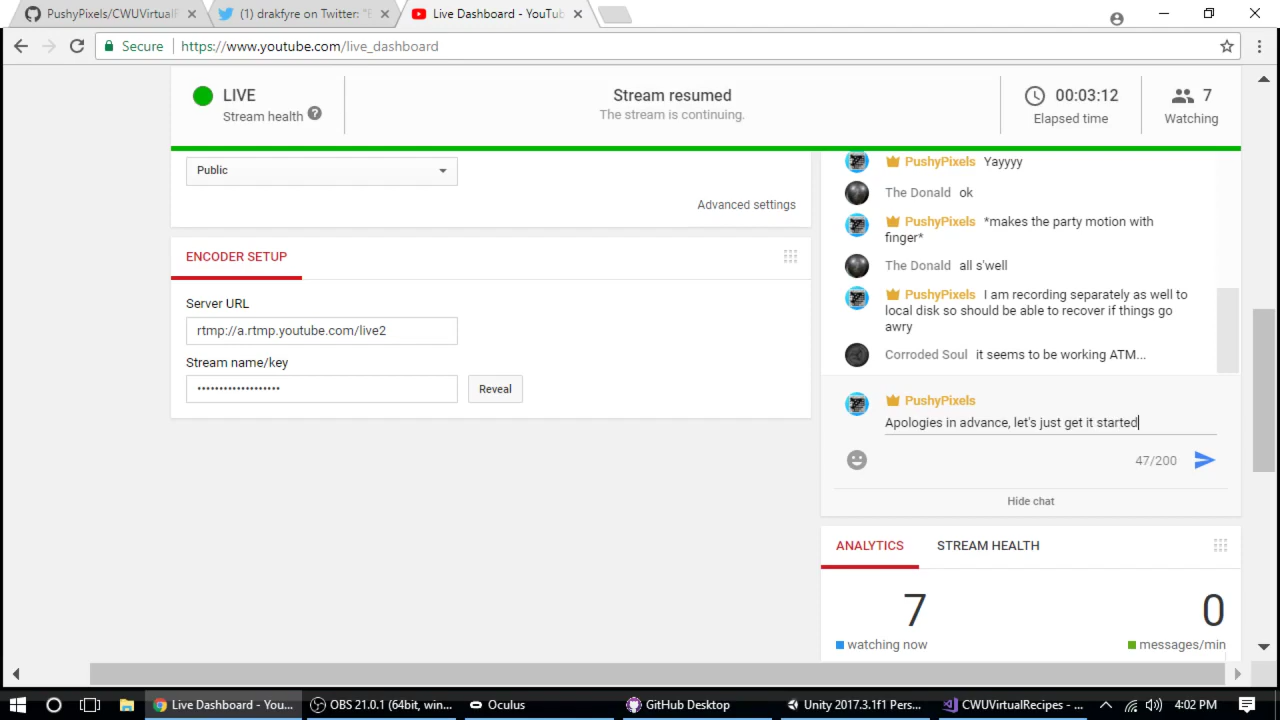 PushyPixels/CWUVirtualR
(1) drakfyre on Twitter: "E
Live Dashboard - YouTub
Secure
https://www.youtube.com/live_dashboard
LIVE
Stream health ?
Stream resumed
The stream is continuing.
00:03:12
Elapsed time
7
Watching
Public
Advanced settings
ENCODER SETUP
Server URL
rtmp://a.rtmp.youtube.com/live2
Stream name/key
•••••••••••••••••••
Reveal
PushyPixels Yayyyy
The Donald ok
PushyPixels *makes the party motion with
finger*
The Donald all s'well
PushyPixels I am recording separately as well to
local disk so should be able to recover if things go
awry
Corroded Soul it seems to be working ATM...
PushyPixels
Apologies in advance, let's just get it started
47/200
Hide chat
ANALYTICS
STREAM HEALTH
7
watching now
0
messages/min
Live Dashboard - You...
OBS 21.0.1 (64bit, win...
Oculus
GitHub Desktop
Unity 2017.3.1f1 Pers...
CWUVirtualRecipes - ...
4:02 PM